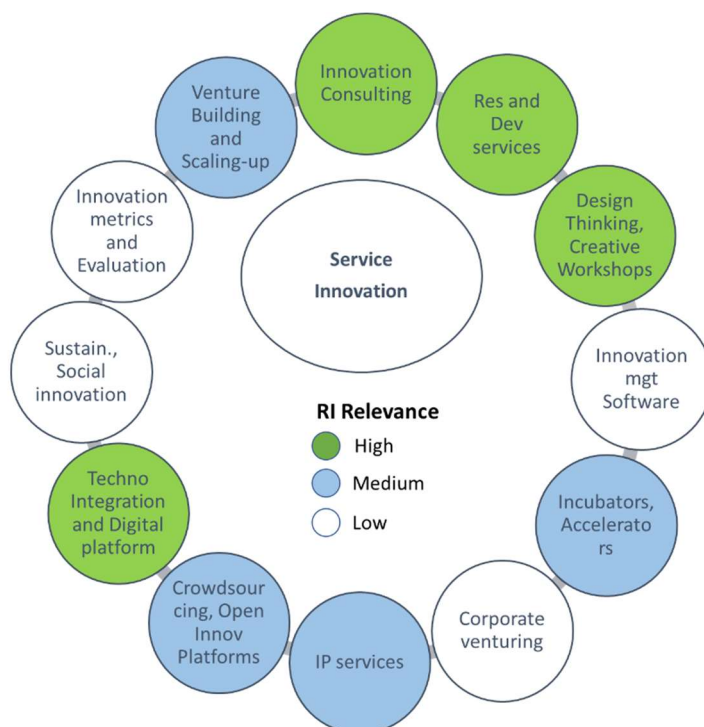 Innovation
Consulting
Res and
Dev
services
Design
Thinking,
Creative
Workshops
Innovation
mgt
Software
Incubators,
Accelerato
rs
Corporate
venturing
IP services
Crowdsour
cing, Open
Innov
Platforms
Techno
Integration
and Digital
platform
Sustain.,
Social
innovation
Innovation
metrics
and
Evaluation
Venture
Building
and
Scaling-up
Service
Innovation
RI Relevance
High
Medium
Low